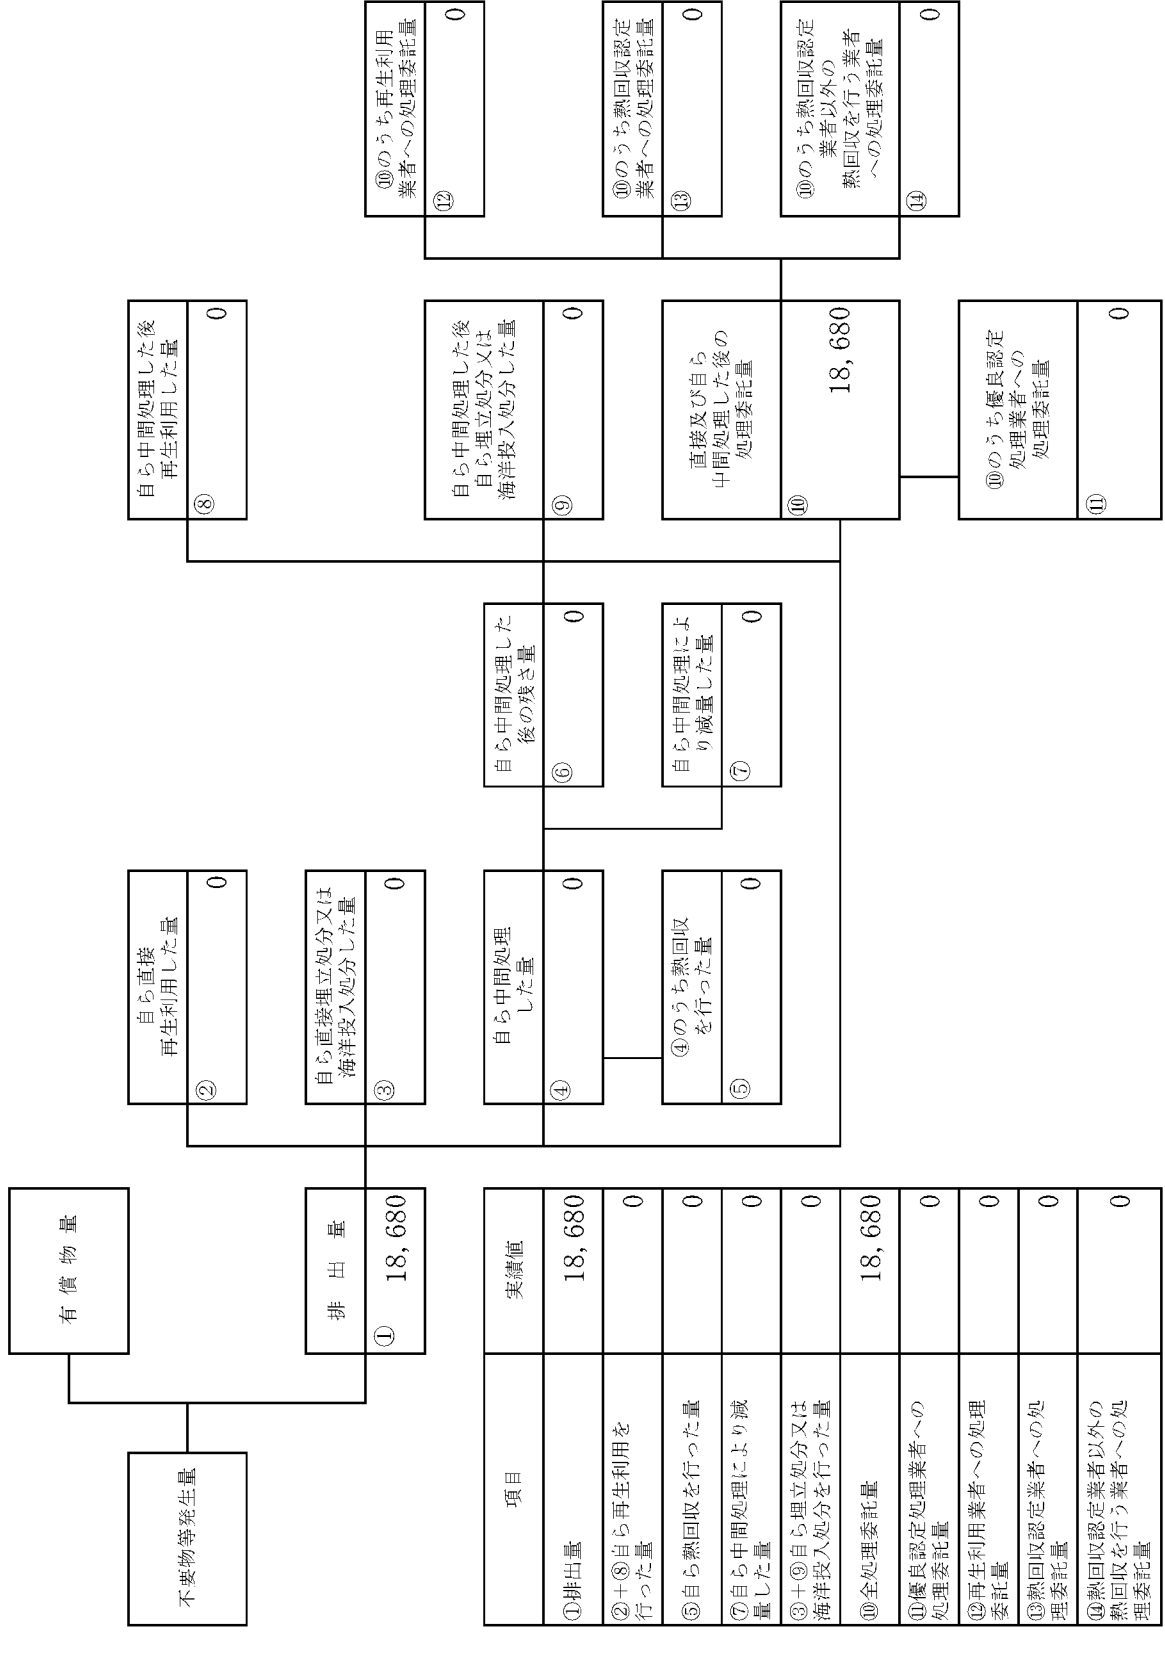 有 償 物 量
不要物等発生量
排 出 量
① 18,680
自ら直接
再生利用した量
② 0
自ら直接埋立処分又は
海洋投入処分した量
③ 0
自ら中間処理
した量
④ 0
④のうち熱回収
を行った量
⑤ 0
自ら中間処理した
後の残さ量
⑥ 0
自ら中間処理によ
り減量した量
⑦ 0
自ら中間処理した後
再生利用した量
⑧ 0
自ら中間処理した後
自ら埋立処分又は
海洋投入処分した量
⑨ 0
直接及び自ら
中間処理した後の
処理委託量
⑩ 18,680
⑩のうち優良認定
処理業者への
処理委託量
⑪ 0
⑩のうち再生利用
業者への処理委託量
⑫ 0
⑩のうち熱回収認定
業者への処理委託量
⑬ 0
⑩のうち熱回収認定
業者以外の
熱回収を行う業者
への処理委託量
⑭ 0
項目 実績値
①排出量 18,680
②+⑧自ら再生利用を
行った量 0
⑤自ら熱回収を行った量 0
⑦自ら中間処理により減
量した量 0
③+⑨自ら埋立処分又は
海洋投入処分を行った量 0
⑩全処理委託量 18,680
⑪優良認定処理業者への
処理委託量 0
⑫再生利用業者への処理
委託量 0
⑬熱回収認定業者への処
理委託量 0
⑭熱回収認定業者以外の
熱回収を行う業者への処
理委託量 0